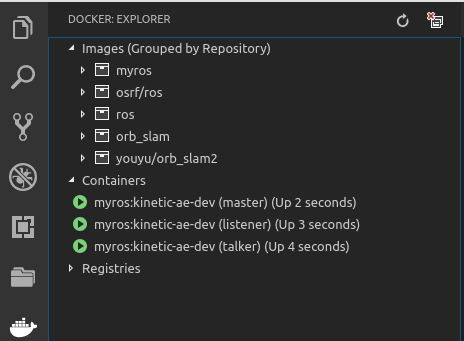 DOCKER: EXPLORER
Images (Grouped by Repository)
myros
osrf/ros
ros
orb_slam
youyu/orb_slam2
Containers
myros:kinetic-ae-dev (master) (Up 2 seconds)
myros:kinetic-ae-dev (listener) (Up 3 seconds)
myros:kinetic-ae-dev (talker) (Up 4 seconds)
Registries